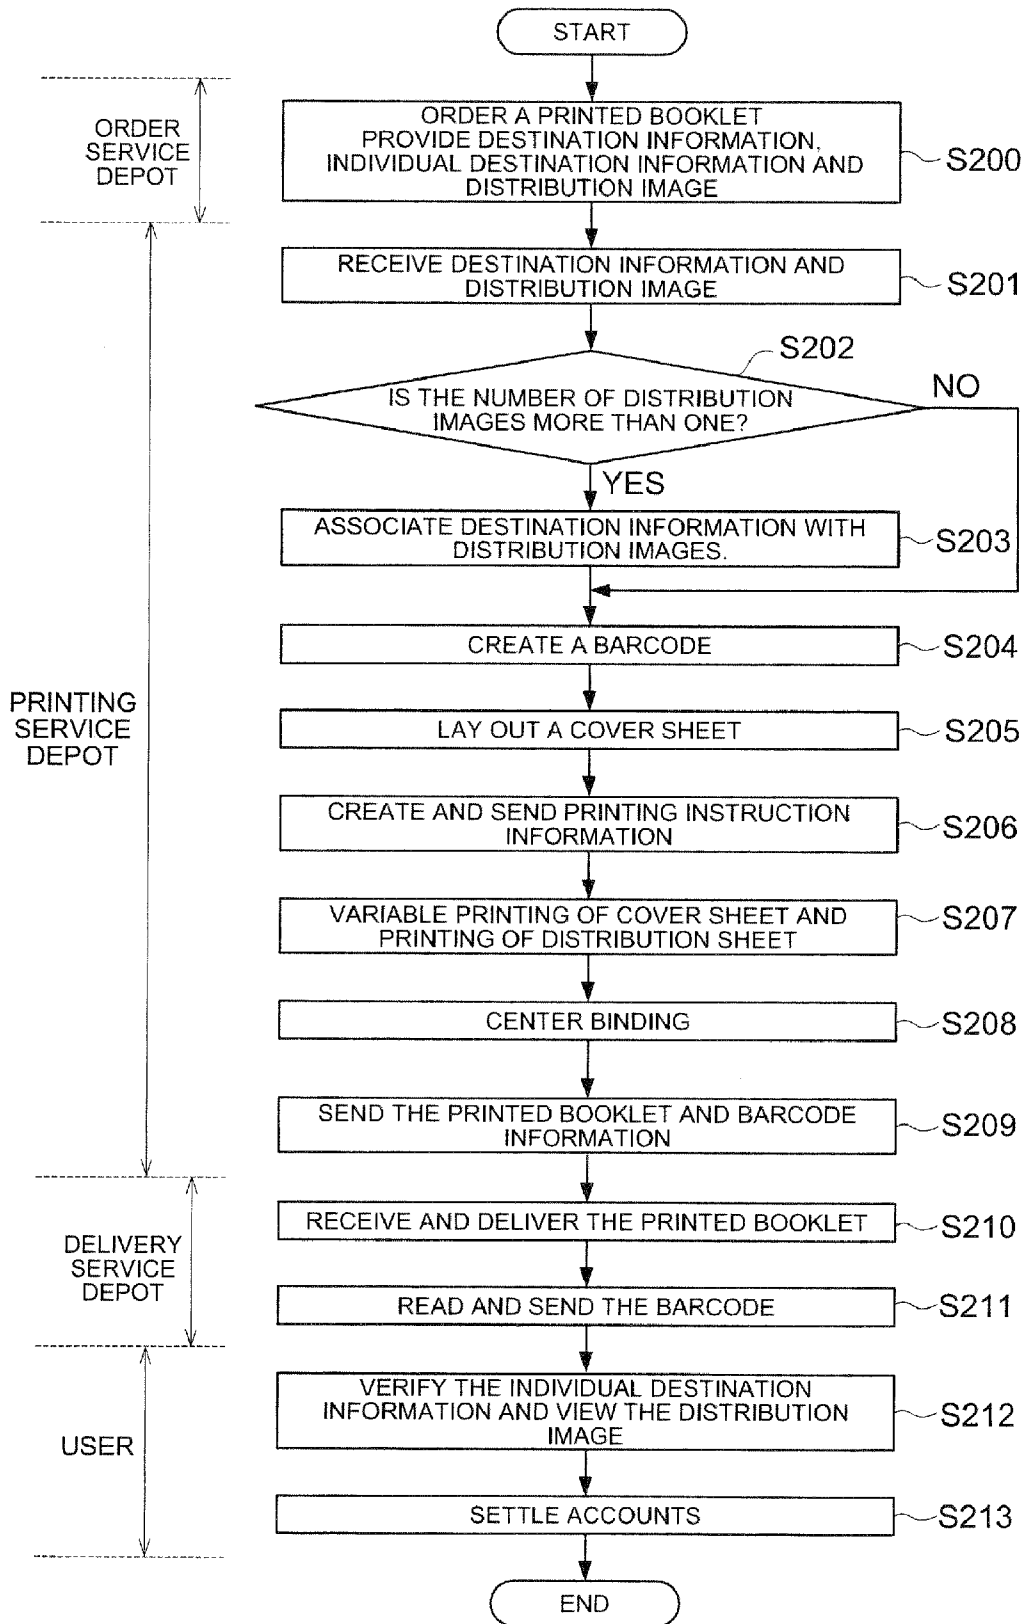 START
ORDER
SERVICE
DEPOT
ORDER A PRINTED BOOKLET
PROVIDE DESTINATION INFORMATION,
INDIVIDUAL DESTINATION INFORMATION AND
DISTRIBUTION IMAGE
S200
RECEIVE DESTINATION INFORMATION AND
DISTRIBUTION IMAGE
S201
S202
IS THE NUMBER OF DISTRIBUTION
IMAGES MORE THAN ONE?
NO
YES
ASSOCIATE DESTINATION INFORMATION WITH
DISTRIBUTION IMAGES.
S203
CREATE A BARCODE
S204
PRINTING
SERVICE
DEPOT
LAY OUT A COVER SHEET
S205
CREATE AND SEND PRINTING INSTRUCTION
INFORMATION
S206
VARIABLE PRINTING OF COVER SHEET AND
PRINTING OF DISTRIBUTION SHEET
S207
CENTER BINDING
S208
SEND THE PRINTED BOOKLET AND BARCODE
INFORMATION
S209
DELIVERY
SERVICE
DEPOT
RECEIVE AND DELIVER THE PRINTED BOOKLET
S210
READ AND SEND THE BARCODE
S211
USER
VERIFY THE INDIVIDUAL DESTINATION
INFORMATION AND VIEW THE DISTRIBUTION
IMAGE
S212
SETTLE ACCOUNTS
S213
END